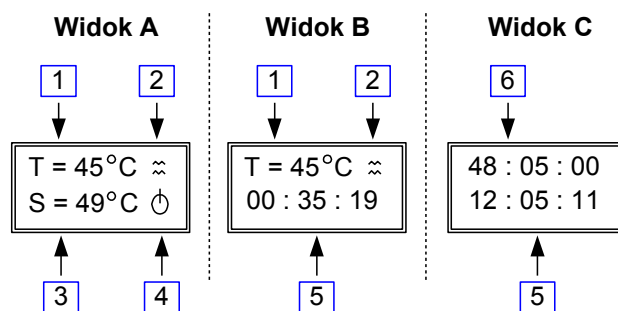 Widok A Widok B Widok C
1 2 1 2 6
T = 45°C T = 45°C 48 : 05 : 00
S = 49°C 00 : 35 : 19 12 : 05 : 11
3 4 5 5